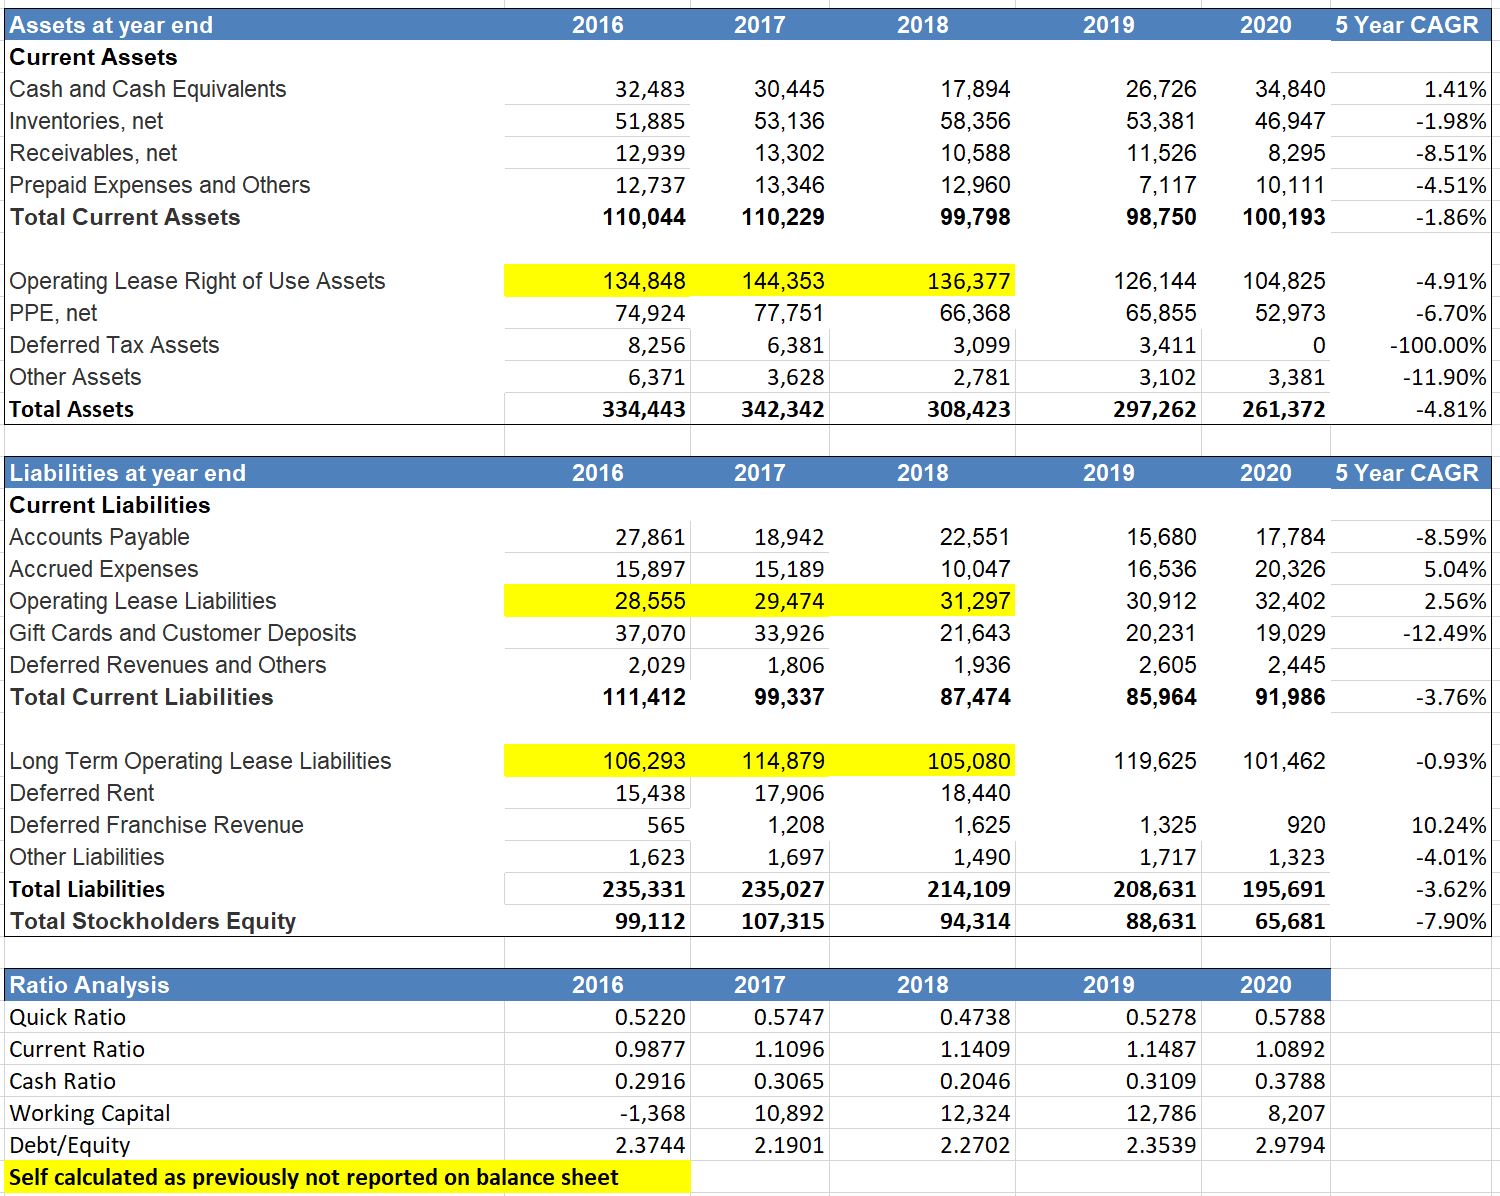 Assets at year end 2016 2017 2018 2019 2020 5 Year CAGR
Current Assets
Cash and Cash Equivalents 32,483 30,445 17,894 26,726 34,840 1.41%
Inventories, net 51,885 53,136 58,356 53,381 46,947 -1.98%
Receivables, net 12,939 13,302 10,588 11,526 8,295 -8.51%
Prepaid Expenses and Others 12,737 13,346 12,960 7,117 10,111 -4.51%
Total Current Assets 110,044 110,229 99,798 98,750 100,193 -1.86%
Operating Lease Right of Use Assets 134,848 144,353 136,377 126,144 104,825 -4.91%
PPE, net 74,924 77,751 66,368 65,855 52,973 -6.70%
Deferred Tax Assets 8,256 6,381 3,099 3,411 0 -100.00%
Other Assets 6,371 3,628 2,781 3,102 3,381 -11.90%
Total Assets 334,443 342,342 308,423 297,262 261,372 -4.81%
Liabilities at year end 2016 2017 2018 2019 2020 5 Year CAGR
Current Liabilities
Accounts Payable 27,861 18,942 22,551 15,680 17,784 -8.59%
Accrued Expenses 15,897 15,189 10,047 16,536 20,326 5.04%
Operating Lease Liabilities 28,555 29,474 31,297 30,912 32,402 2.56%
Gift Cards and Customer Deposits 37,070 33,926 21,643 20,231 19,029 -12.49%
Deferred Revenues and Others 2,029 1,806 1,936 2,605 2,445
Total Current Liabilities 111,412 99,337 87,474 85,964 91,986 -3.76%
Long Term Operating Lease Liabilities 106,293 114,879 105,080 119,625 101,462 -0.93%
Deferred Rent 15,438 17,906 18,440
Deferred Franchise Revenue 565 1,208 1,625 1,325 920 10.24%
Other Liabilities 1,623 1,697 1,490 1,717 1,323 -4.01%
Total Liabilities 235,331 235,027 214,109 208,631 195,691 -3.62%
Total Stockholders Equity 99,112 107,315 94,314 88,631 65,681 -7.90%
Ratio Analysis 2016 2017 2018 2019 2020
Quick Ratio 0.5220 0.5747 0.4738 0.5278 0.5788
Current Ratio 0.9877 1.1096 1.1409 1.1487 1.0892
Cash Ratio 0.2916 0.3065 0.2046 0.3109 0.3788
Working Capital -1,368 10,892 12,324 12,786 8,207
Debt/Equity 2.3744 2.1901 2.2702 2.3539 2.9794
Self calculated as previously not reported on balance sheet